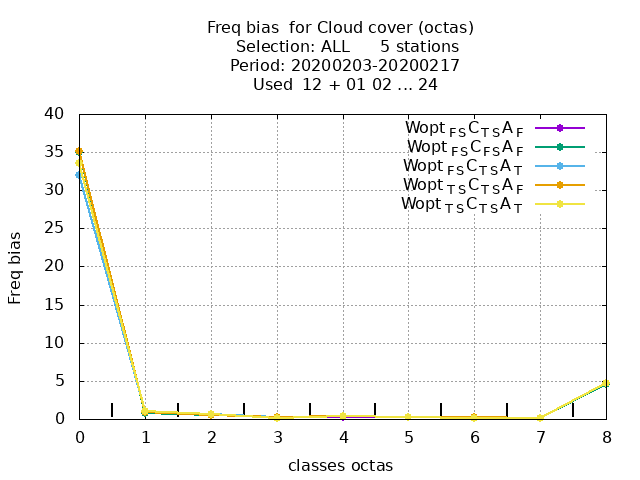 Freq bias  for Cloud cover (octas)
Selection: ALL      5 stations
Period: 20200203-20200217
Used  12 + 01 02 ... 24
Freq bias
40
35
30
25
20
15
10
5
0
Wopt FS C TS A F
Wopt FS C FS A F
Wopt FS C TS A T
Wopt TS C TS A F
Wopt TS C TS A T
0 1 2 3 4 5 6 7 8
classes octas